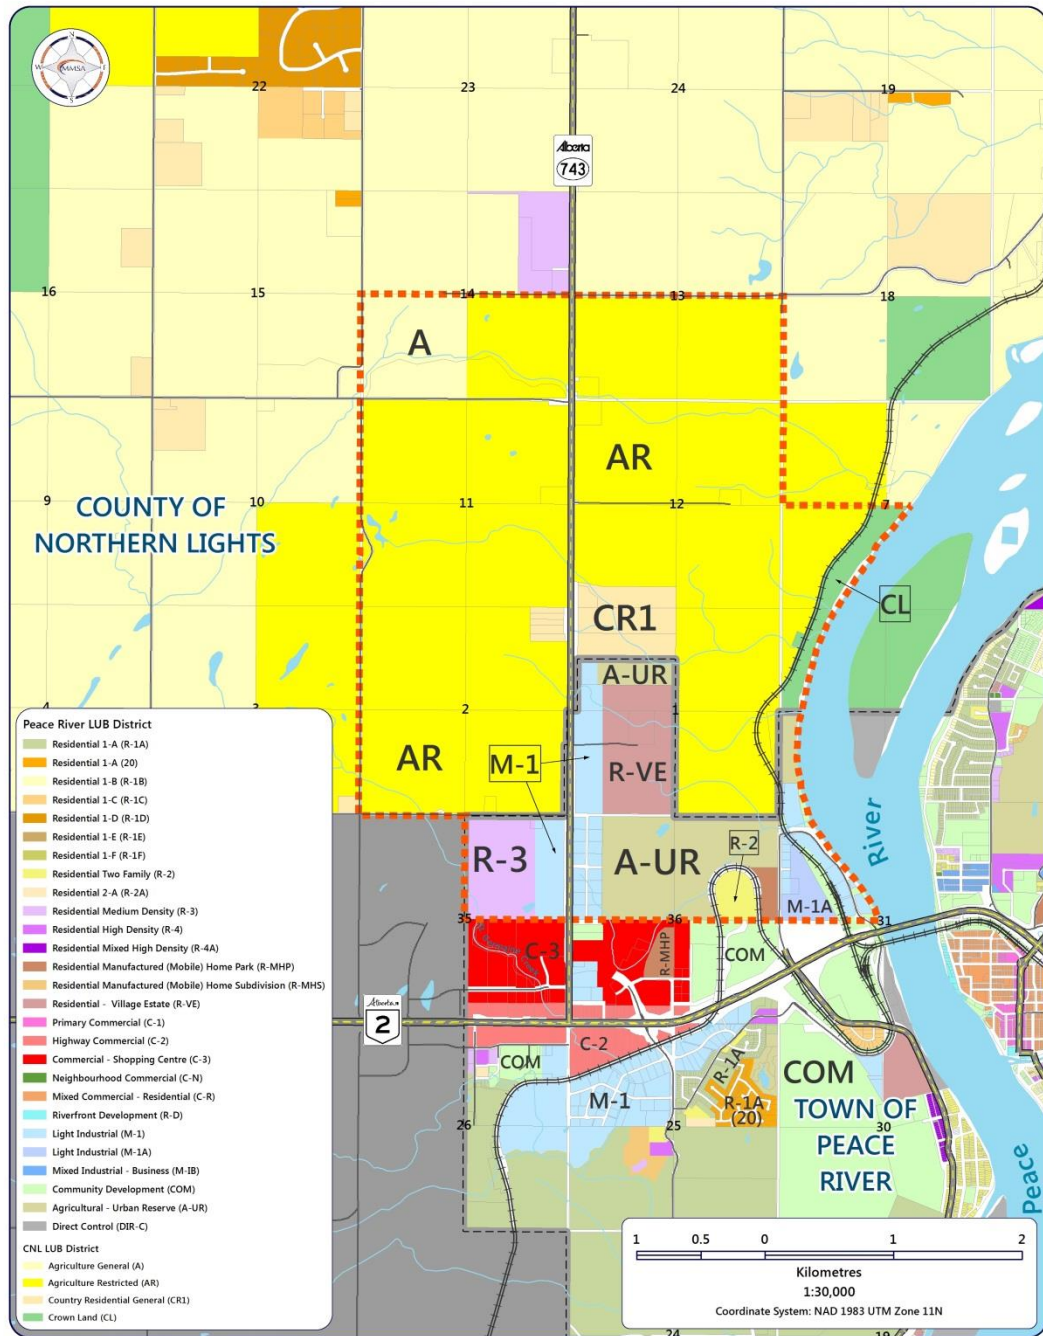 N
W MMSA E
S
22
23
24
19
Alberta
743
16
15
14
13
18
A
AR
9
10
11
12
7
COUNTY OF
NORTHERN LIGHTS
CL
CR1
A-UR
4
3
2
1
AR
M-1
R-VE
R-3
A-UR
R-2
River
M-1A
35
36
31
C-3
R-MHP
COM
Alberta
2
C-2
COM
M-1
R-1A
R-1A
(20)
COM
TOWN OF
PEACE
RIVER
26
25
30
Peace
24
19
Peace River LUB District
Residential 1-A (R-1A)
Residential 1-A (20)
Residential 1-B (R-1B)
Residential 1-C (R-1C)
Residential 1-D (R-1D)
Residential 1-E (R-1E)
Residential 1-F (R-1F)
Residential Two Family (R-2)
Residential 2-A (R-2A)
Residential Medium Density (R-3)
Residential High Density (R-4)
Residential Mixed High Density (R-4A)
Residential Manufactured (Mobile) Home Park (R-MHP)
Residential Manufactured (Mobile) Home Subdivision (R-MHS)
Residential - Village Estate (R-VE)
Primary Commercial (C-1)
Highway Commercial (C-2)
Commercial - Shopping Centre (C-3)
Neighbourhood Commercial (C-N)
Mixed Commercial - Residential (C-R)
Riverfront Development (R-D)
Light Industrial (M-1)
Light Industrial (M-1A)
Mixed Industrial - Business (M-IB)
Community Development (COM)
Agricultural - Urban Reserve (A-UR)
Direct Control (DIR-C)
CNL LUB District
Agriculture General (A)
Agriculture Restricted (AR)
Country Residential General (CR1)
Crown Land (CL)
1 0.5 0 1 2
Kilometres
1:30,000
Coordinate System: NAD 1983 UTM Zone 11N